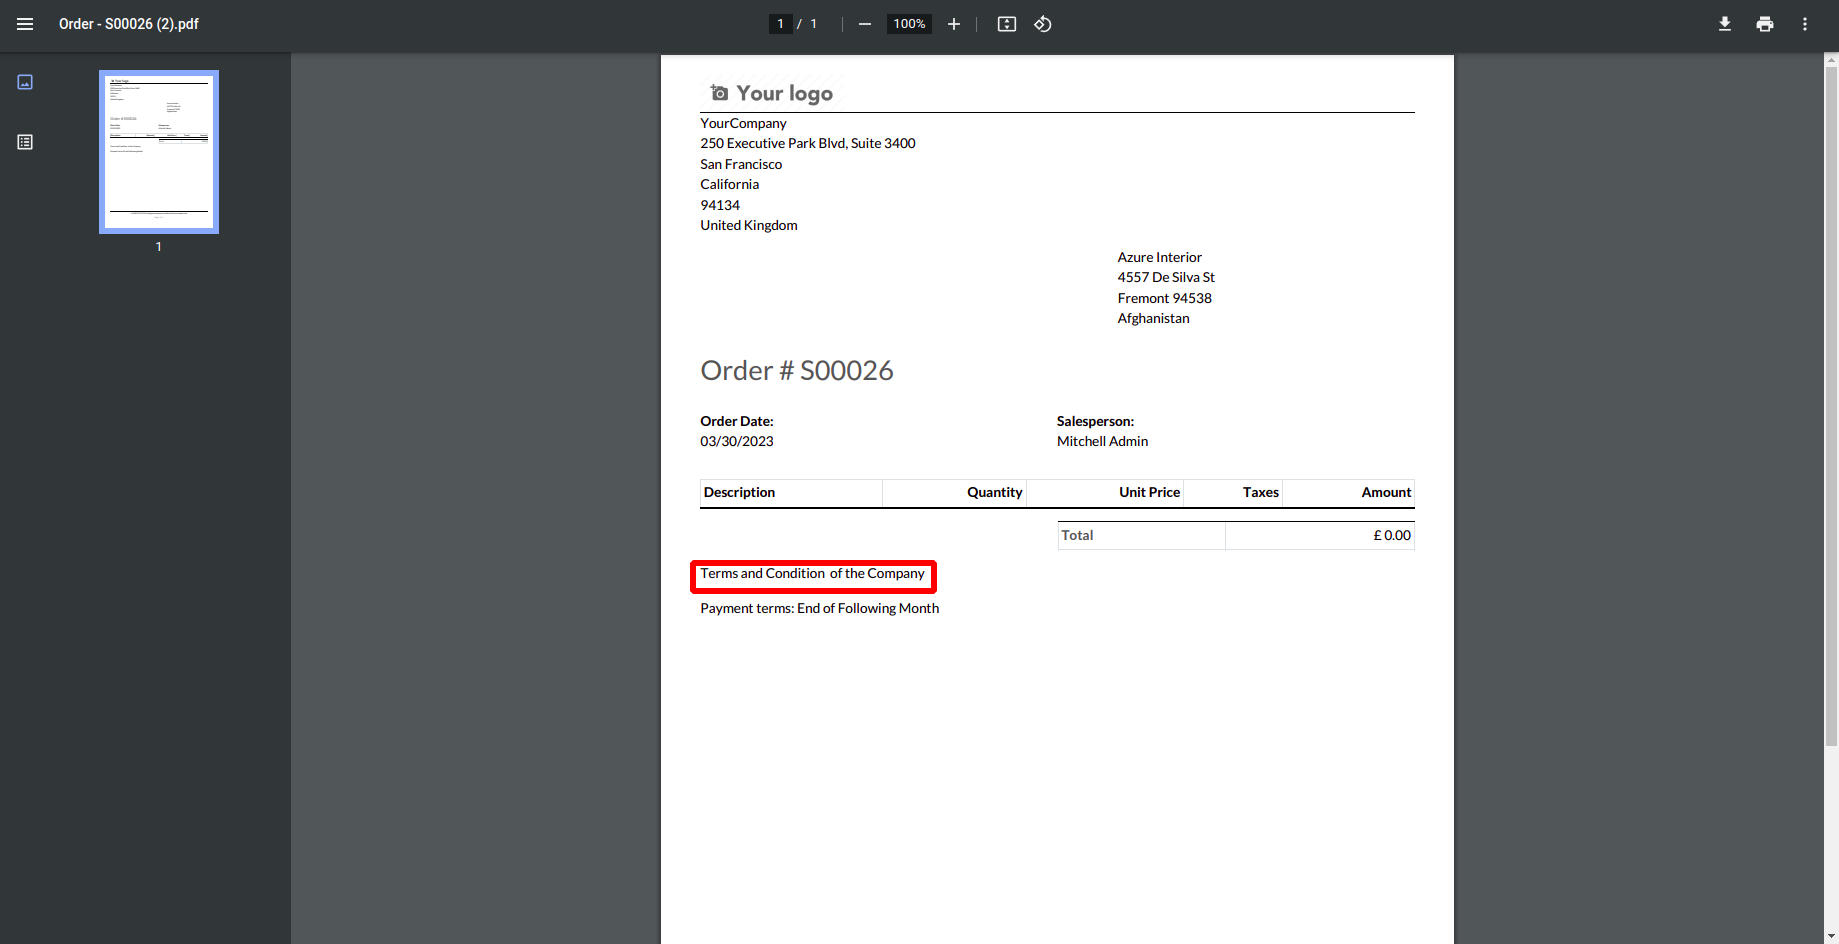 Order - S00026 (2).pdf
1 / 1
100%
1
Your logo
YourCompany
250 Executive Park Blvd, Suite 3400
San Francisco
California
94134
United Kingdom
Azure Interior
4557 De Silva St
Fremont 94538
Afghanistan
Order # S00026
Order Date:
03/30/2023
Salesperson:
Mitchell Admin
Description Quantity Unit Price Taxes Amount
Total £ 0.00
Terms and Condition of the Company
Payment terms: End of Following Month